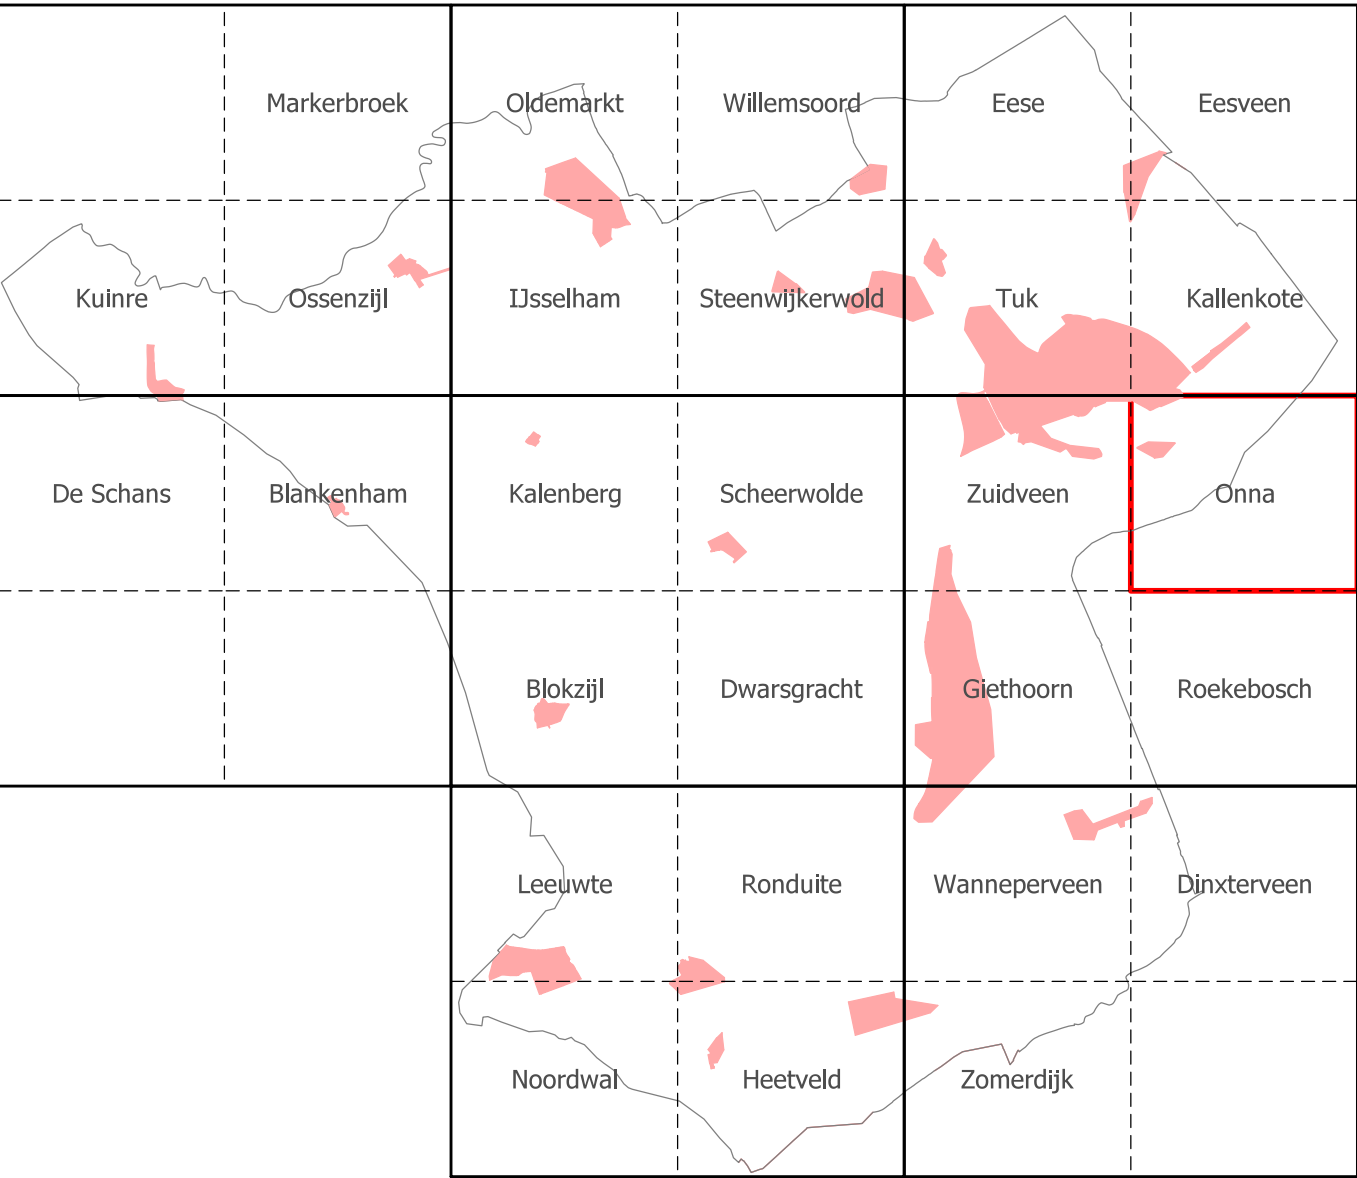 Markerbroek
Oldemarkt
Willemsoord
Eese
Eesveen
Kuinre
Ossenzijl
IJsselham
Steenwijkerwold
Tuk
Kallenkote
De Schans
Blankenham
Kalenberg
Scheerwolde
Zuidveen
Onna
Blokzijl
Dwarsgracht
Giethoorn
Roekebosch
Leeuwte
Ronduite
Wanneperveen
Dinxterveen
Noordwal
Heetveld
Zomerdijk